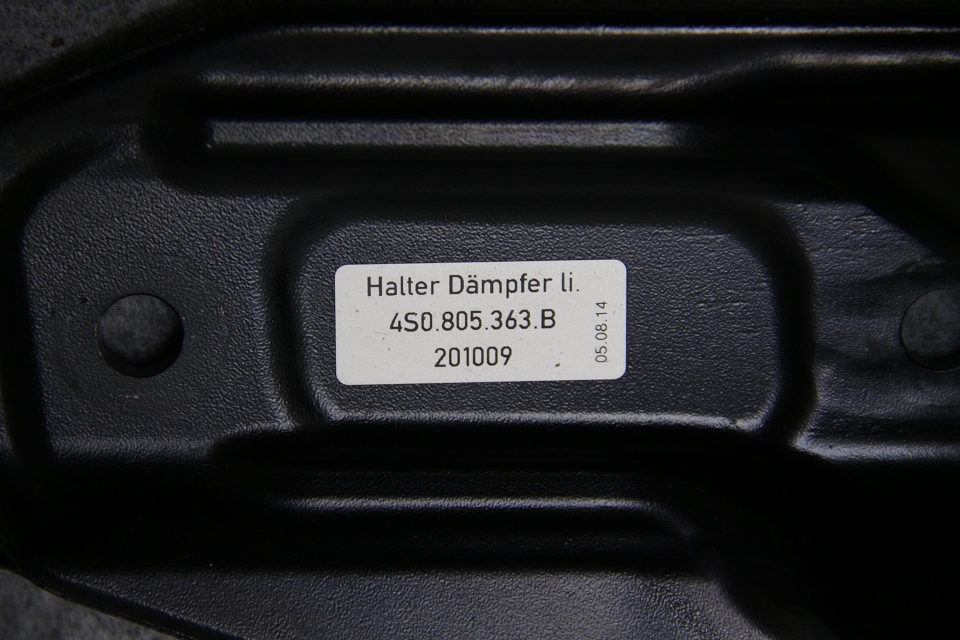 Halter Dämpfer li.
4S0.805.363.B
201009
05.08.14